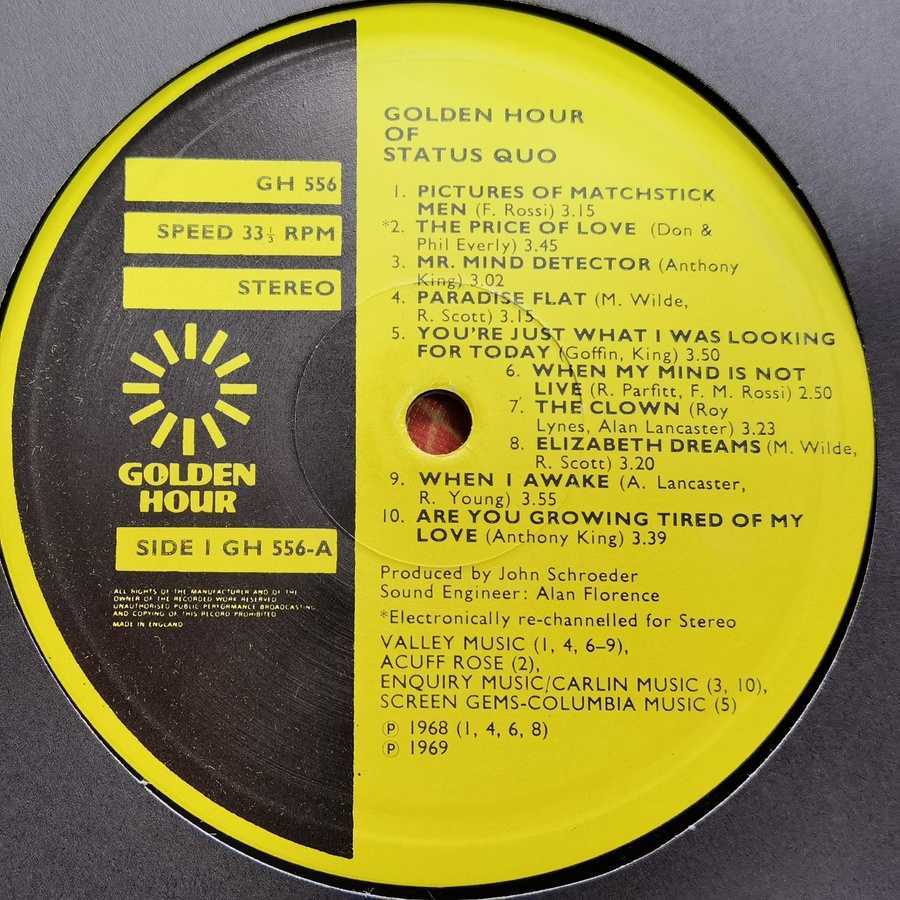 GH 556
SPEED 33⅓ RPM
STEREO
GOLDEN
HOUR
SIDE 1 GH 556-A
ALL RIGHTS OF THE MANUFACTURER AND OF THE
OWNER OF THE RECORDED WORK RESERVED
UNAUTHORISED PUBLIC PERFORMANCE BROADCASTING
AND COPYING OF THIS RECORD PROHIBITED
MADE IN ENGLAND
GOLDEN HOUR
OF
STATUS QUO
1. PICTURES OF MATCHSTICK
MEN (F. Rossi) 3.15
*2. THE PRICE OF LOVE (Don &
Phil Everly) 3.45
3. MR. MIND DETECTOR (Anthony
King) 3.02
4. PARADISE FLAT (M. Wilde,
R. Scott) 3.15
5. YOU'RE JUST WHAT I WAS LOOKING
FOR TODAY (Goffin, King) 3.50
6. WHEN MY MIND IS NOT
LIVE (R. Parfitt, F. M. Rossi) 2.50
7. THE CLOWN (Roy
Lynes, Alan Lancaster) 3.23
8. ELIZABETH DREAMS (M. Wilde,
R. Scott) 3.20
9. WHEN I AWAKE (A. Lancaster,
R. Young) 3.55
10. ARE YOU GROWING TIRED OF MY
LOVE (Anthony King) 3.39
Produced by John Schroeder
Sound Engineer: Alan Florence
*Electronically re-channelled for Stereo
VALLEY MUSIC (1, 4, 6–9),
ACUFF ROSE (2),
ENQUIRY MUSIC/CARLIN MUSIC (3, 10),
SCREEN GEMS-COLUMBIA MUSIC (5)
℗ 1968 (1, 4, 6, 8)
℗ 1969